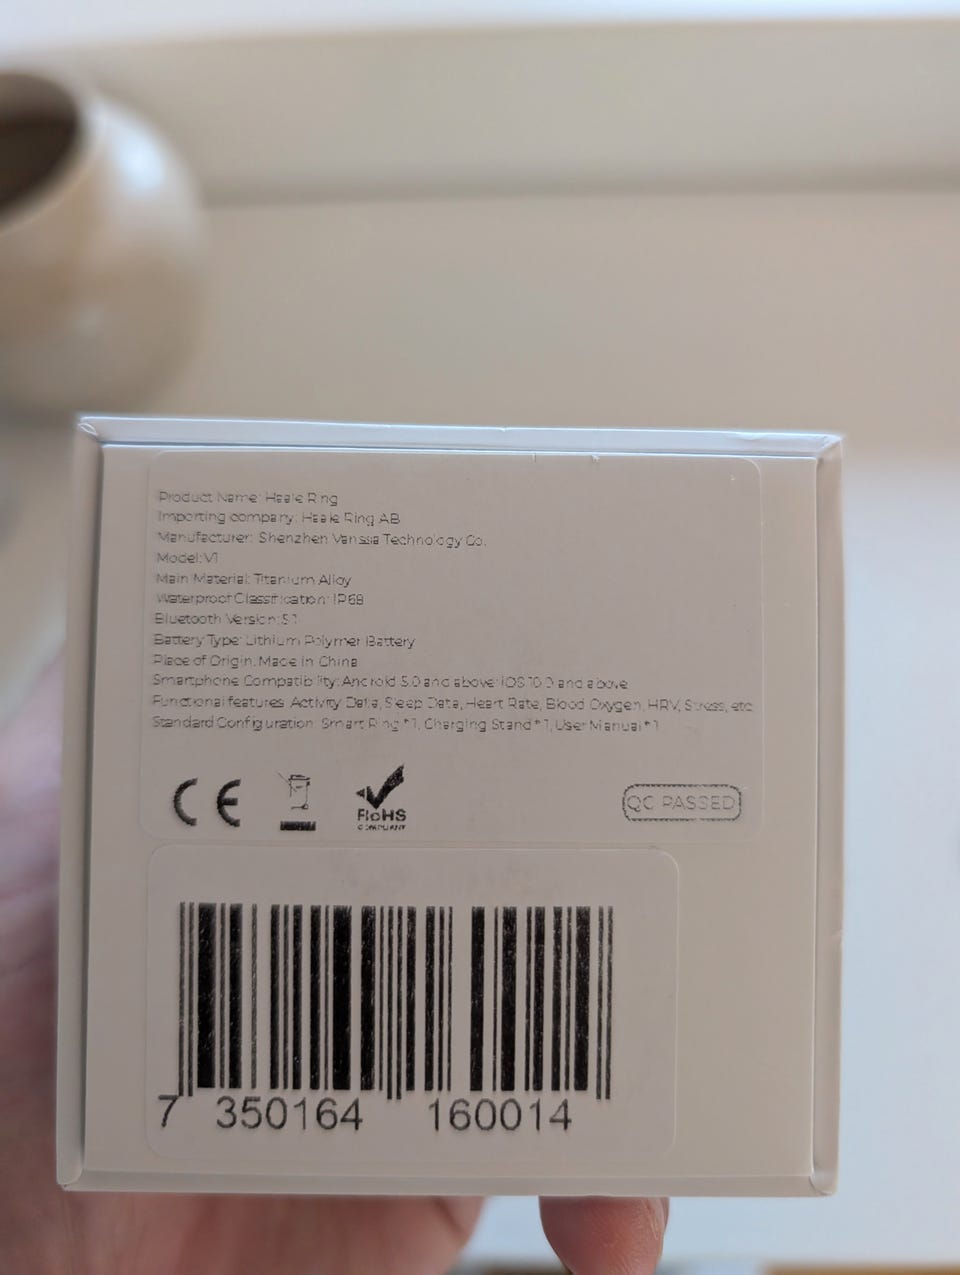 Product Name: Haale Ring
Importing company: Haale Ring AB
Manufacturer: Shenzhen Vanssia Technology Co.
Model: V1
Main Material: Titanium Alloy
Waterproof Classification: IP68
Bluetooth Version: 5.1
Battery Type: Lithium Polymer Battery
Place of Origin: Made in China
Smartphone Compatibility: Android 5.0 and above iOS 10.0 and above
Functional features: Activity Data, Sleep Data, Heart Rate, Blood Oxygen, HRV, Stress, etc
Standard Configuration: Smart Ring * 1, Charging Stand * 1, User Manual * 1
CE
RoHS
COMPLIANT
QC PASSED
7 350164 160014